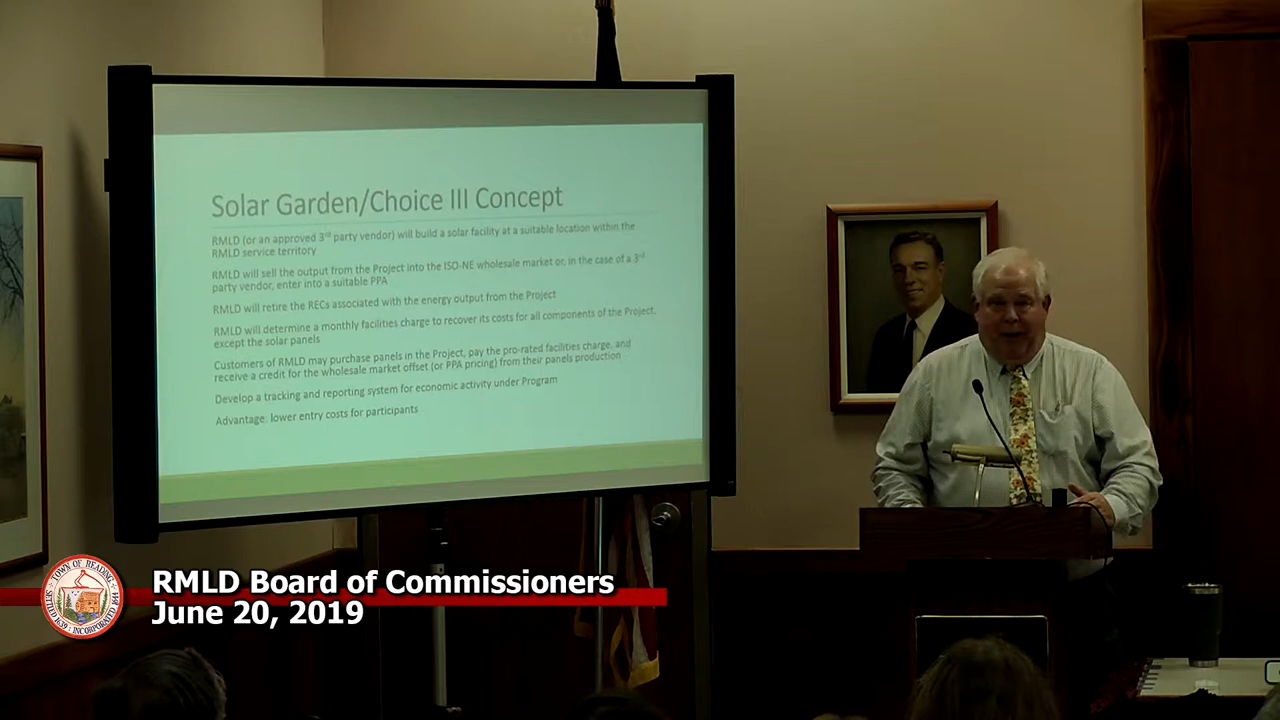 Solar Garden/Choice III Concept
RMLD (or an approved 3rd party vendor) will build a solar facility at a suitable location within the
RMLD service territory
RMLD will sell the output from the Project into the ISO-NE wholesale market or, in the case of a 3rd
party vendor, enter into a suitable PPA
RMLD will retire the RECs associated with the energy output from the Project
RMLD will determine a monthly facilities charge to recover its costs for all components of the Project,
except the solar panels
Customers of RMLD may purchase panels in the Project, pay the pro-rated facilities charge, and
receive a credit for the wholesale market offset (or PPA pricing) from their panels production
Develop a tracking and reporting system for economic activity under Program
Advantage: lower entry costs for participants
TOWN OF READING
SETTLED 1639 INCORPORATED 1644
RMLD Board of Commissioners
June 20, 2019